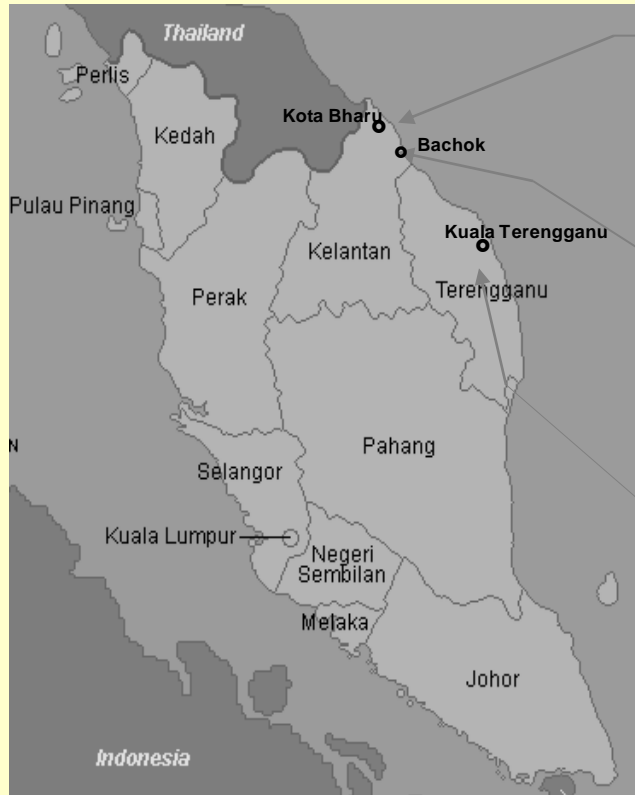 Thailand
Perlis
Kota Bharu
Kedah
Bachok
Pulau Pinang
Kuala Terengganu
Kelantan
Terengganu
Perak
Pahang
N
Selangor
Kuala Lumpur
Negeri
Sembilan
Melaka
Johor
Indonesia